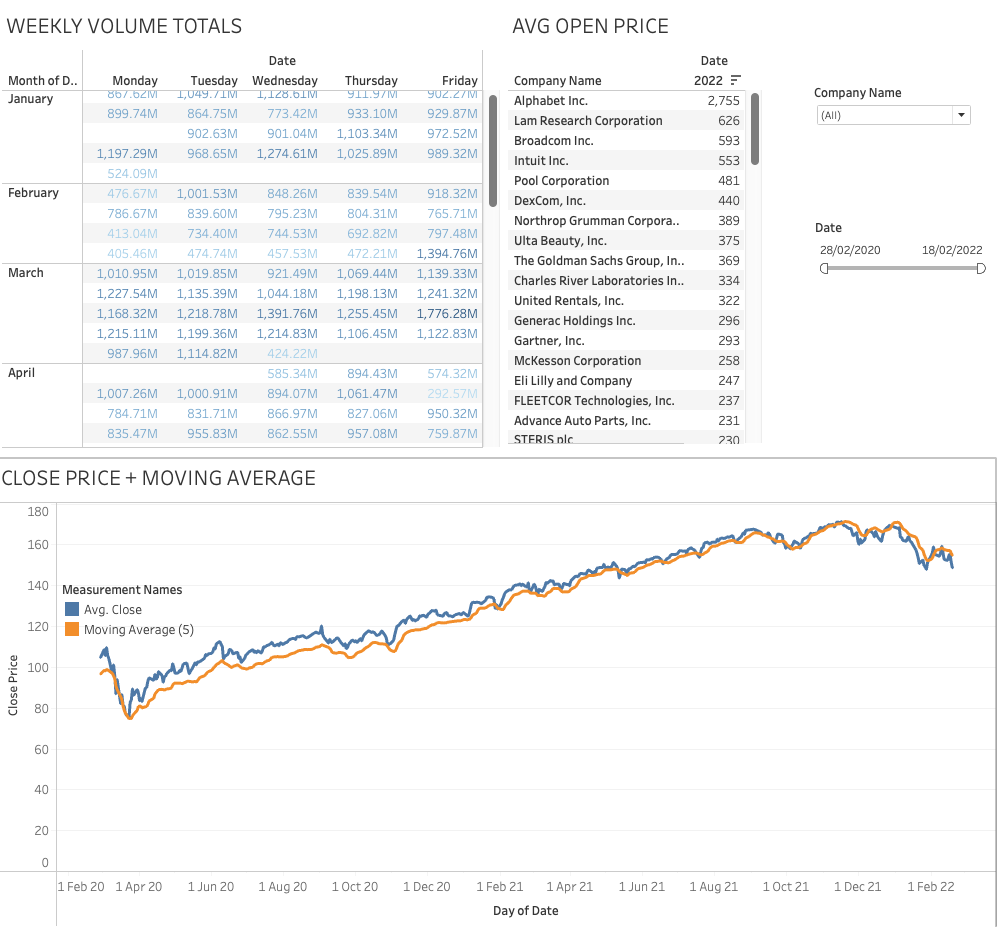 WEEKLY VOLUME TOTALS
Date
Month of D.. Monday Tuesday Wednesday Thursday Friday
January 867.62M 1,049.71M 1,128.61M 911.97M 902.27M
899.74M 864.75M 773.42M 933.10M 929.87M
902.63M 901.04M 1,103.34M 972.52M
1,197.29M 968.65M 1,274.61M 1,025.89M 989.32M
524.09M
February 476.67M 1,001.53M 848.26M 839.54M 918.32M
786.67M 839.60M 795.23M 804.31M 765.71M
413.04M 734.40M 744.53M 692.82M 797.48M
405.46M 474.74M 457.53M 472.21M 1,394.76M
March 1,010.95M 1,019.85M 921.49M 1,069.44M 1,139.33M
1,227.54M 1,135.39M 1,044.18M 1,198.13M 1,241.32M
1,168.32M 1,218.78M 1,391.76M 1,255.45M 1,776.28M
1,215.11M 1,199.36M 1,214.83M 1,106.45M 1,122.83M
987.96M 1,114.82M 424.22M
April 585.34M 894.43M 574.32M
1,007.26M 1,000.91M 894.07M 1,061.47M 292.57M
784.71M 831.71M 866.97M 827.06M 950.32M
835.47M 955.83M 862.55M 957.08M 759.87M
AVG OPEN PRICE
Date
Company Name 2022
Alphabet Inc. 2,755
Lam Research Corporation 626
Broadcom Inc. 593
Intuit Inc. 553
Pool Corporation 481
DexCom, Inc. 440
Northrop Grumman Corpora.. 389
Ulta Beauty, Inc. 375
The Goldman Sachs Group, In.. 369
Charles River Laboratories In.. 334
United Rentals, Inc. 322
Generac Holdings Inc. 296
Gartner, Inc. 293
McKesson Corporation 258
Eli Lilly and Company 247
FLEETCOR Technologies, Inc. 237
Advance Auto Parts, Inc. 231
STERIS plc 230
Company Name
(All)
Date
28/02/2020 18/02/2022
CLOSE PRICE + MOVING AVERAGE
180
160
140
120
100
80
60
40
20
0
Close Price
Measurement Names
Avg. Close
Moving Average (5)
1 Feb 20 1 Apr 20 1 Jun 20 1 Aug 20 1 Oct 20 1 Dec 20 1 Feb 21 1 Apr 21 1 Jun 21 1 Aug 21 1 Oct 21 1 Dec 21 1 Feb 22
Day of Date